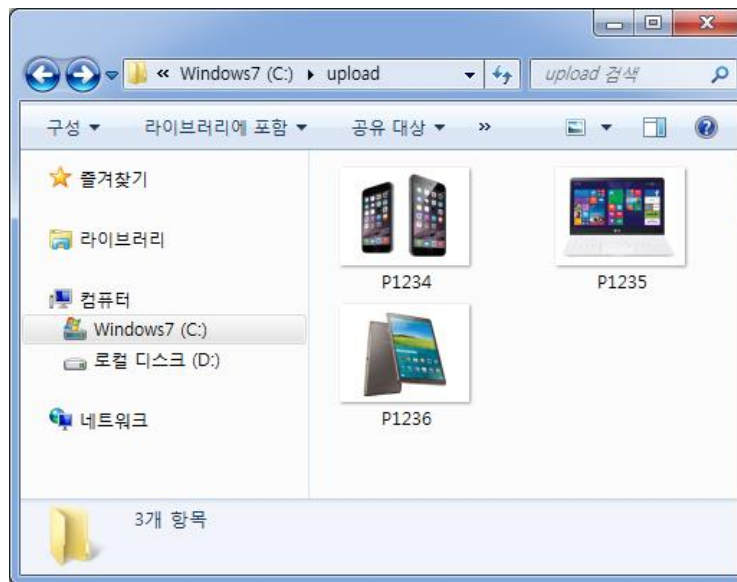 « Windows7 (C:) ▸ upload
upload 검색
구성 라이브러리에 포함 공유 대상 »
즐겨찾기
라이브러리
컴퓨터
Windows7 (C:)
로컬 디스크 (D:)
네트워크
P1234
P1235
P1236
3개 항목